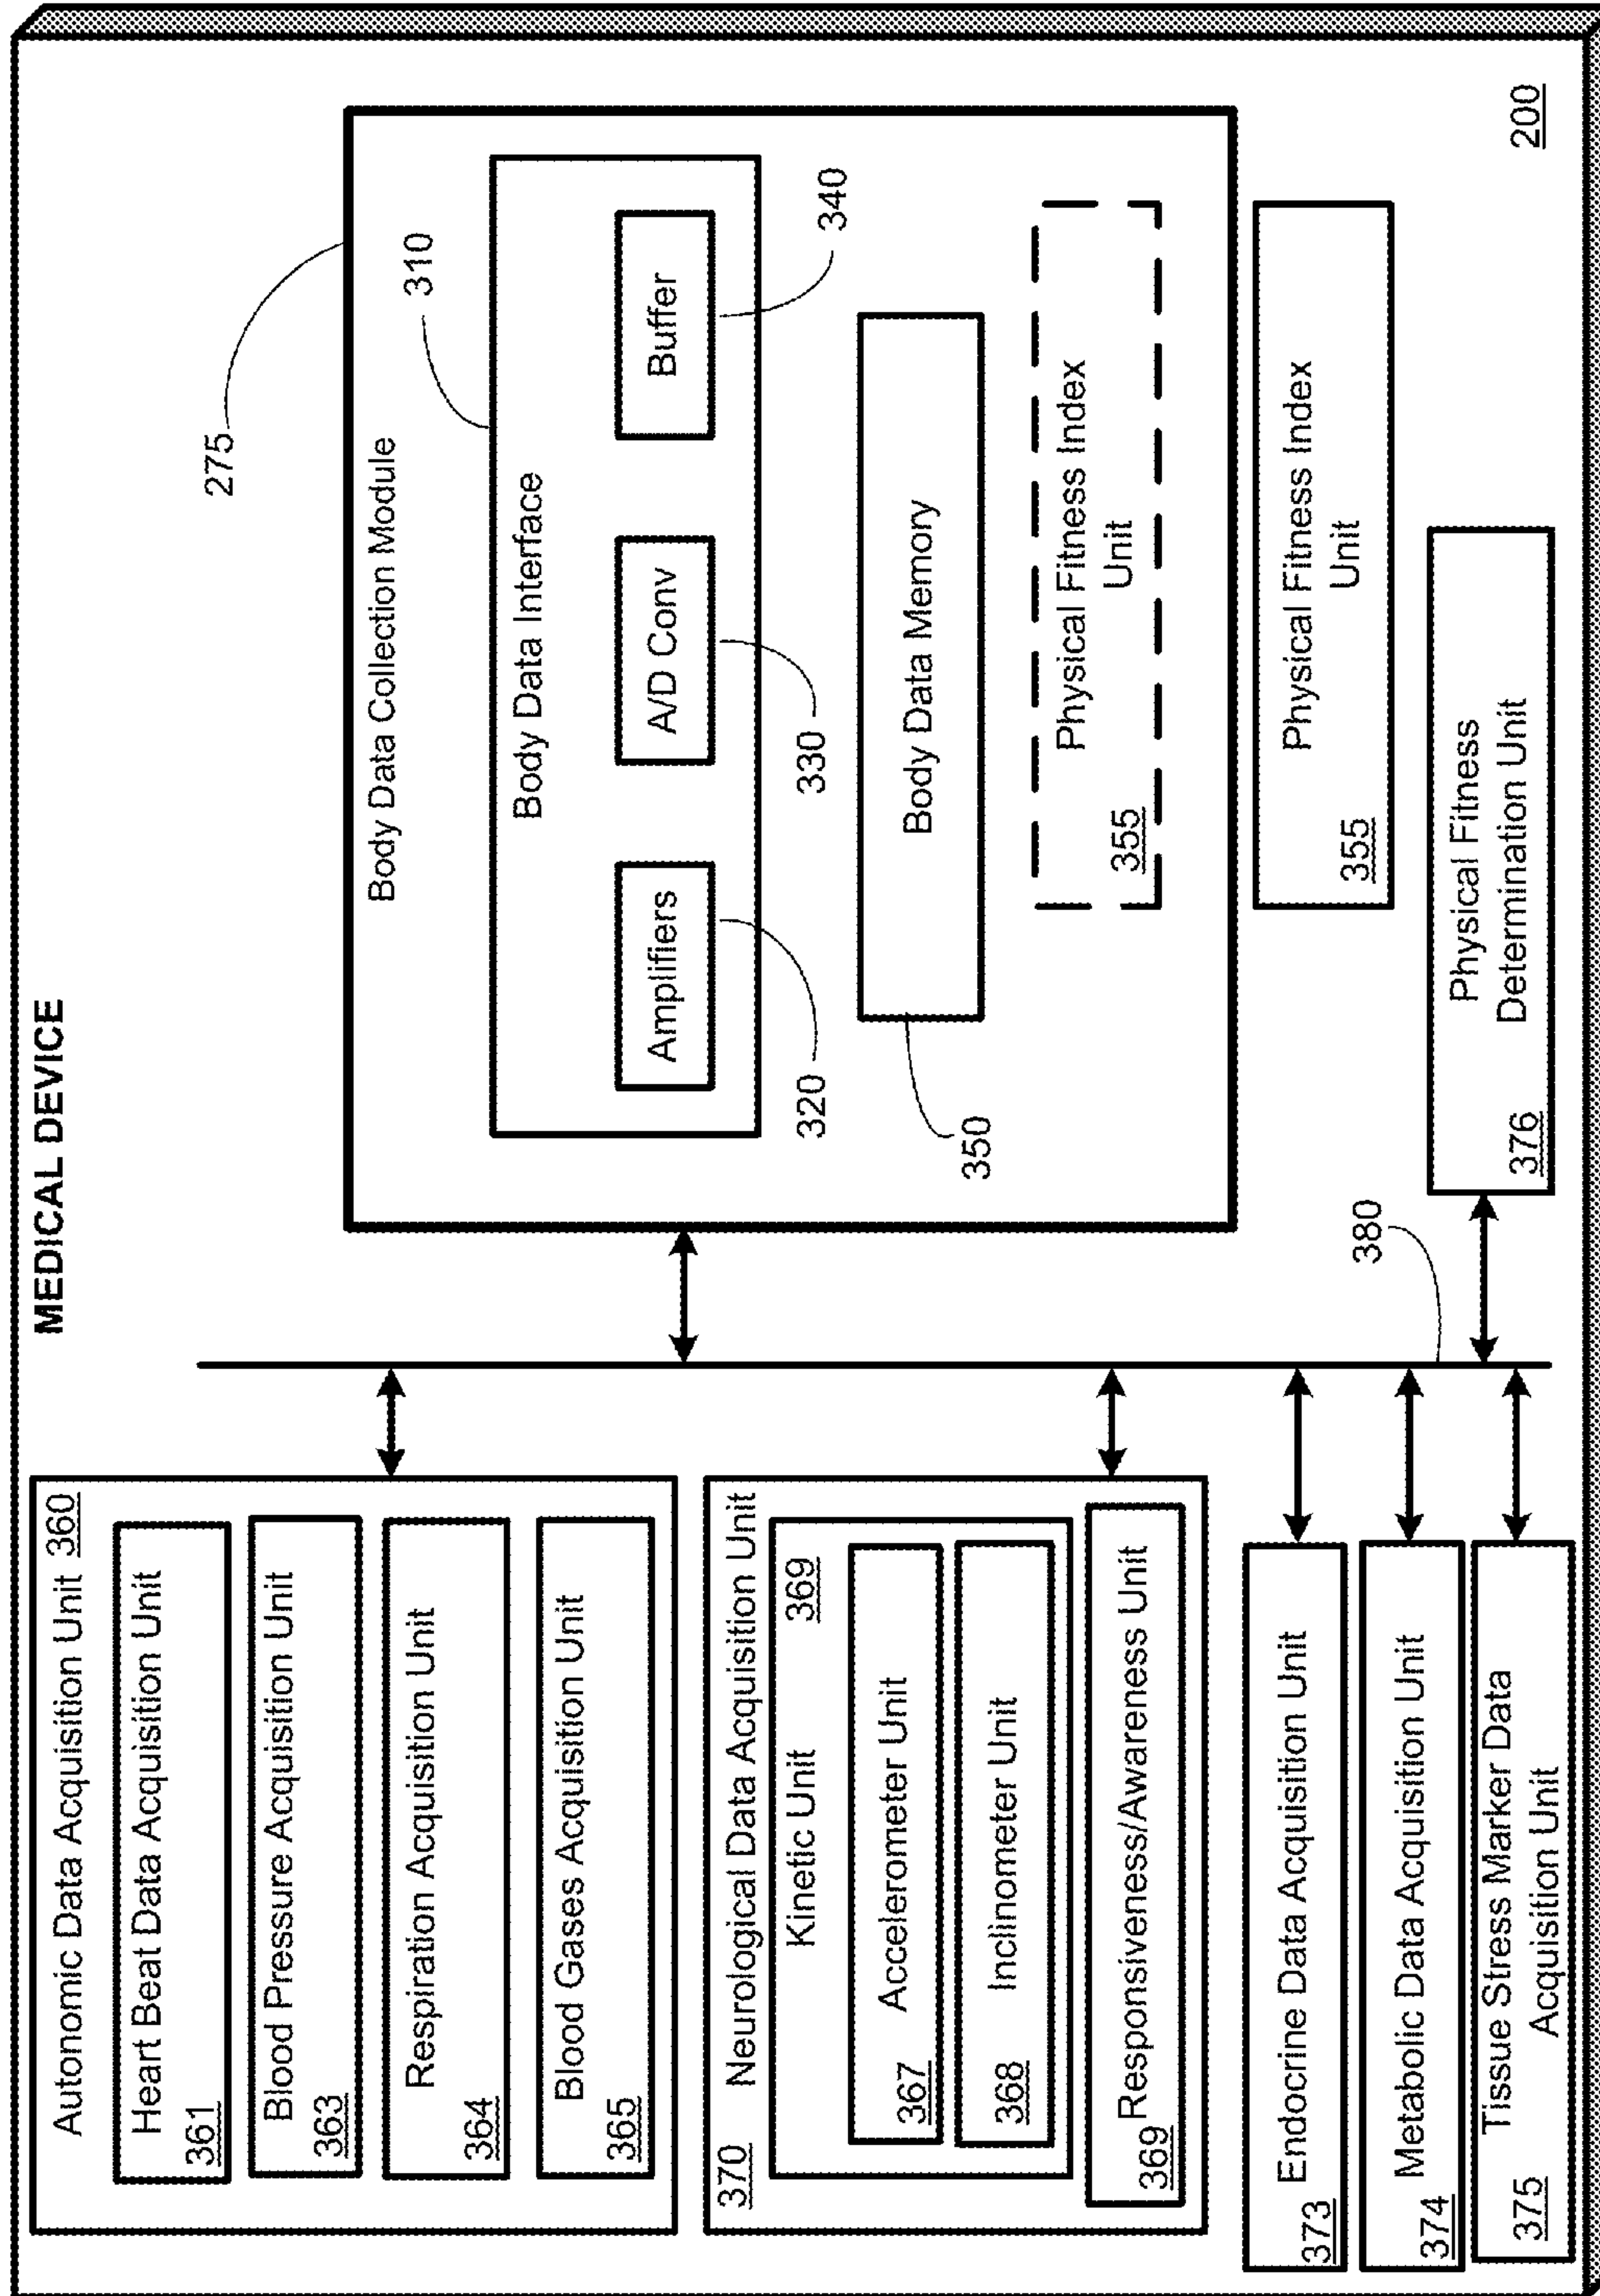 MEDICAL DEVICE
Autonomic Data Acquisition Unit 360
Heart Beat Data Acquisition Unit
361
Blood Pressure Acquisition Unit
363
Respiration Acquisition Unit
364
Blood Gases Acquisition Unit
365
370
Neurological Data Acquisition Unit
Kinetic Unit
369
Accelerometer Unit
367
Inclinometer Unit
368
Responsiveness/Awareness Unit
369
Endocrine Data Acquisition Unit
373
Metabolic Data Acquisition Unit
374
Tissue Stress Marker Data
Acquisition Unit
375
380
275
Body Data Collection Module
310
Body Data Interface
Amplifiers
A/D Conv
Buffer
320
330
340
Body Data Memory
350
Physical Fitness Index
Unit
355
Physical Fitness Index
Unit
355
Physical Fitness
Determination Unit
376
200